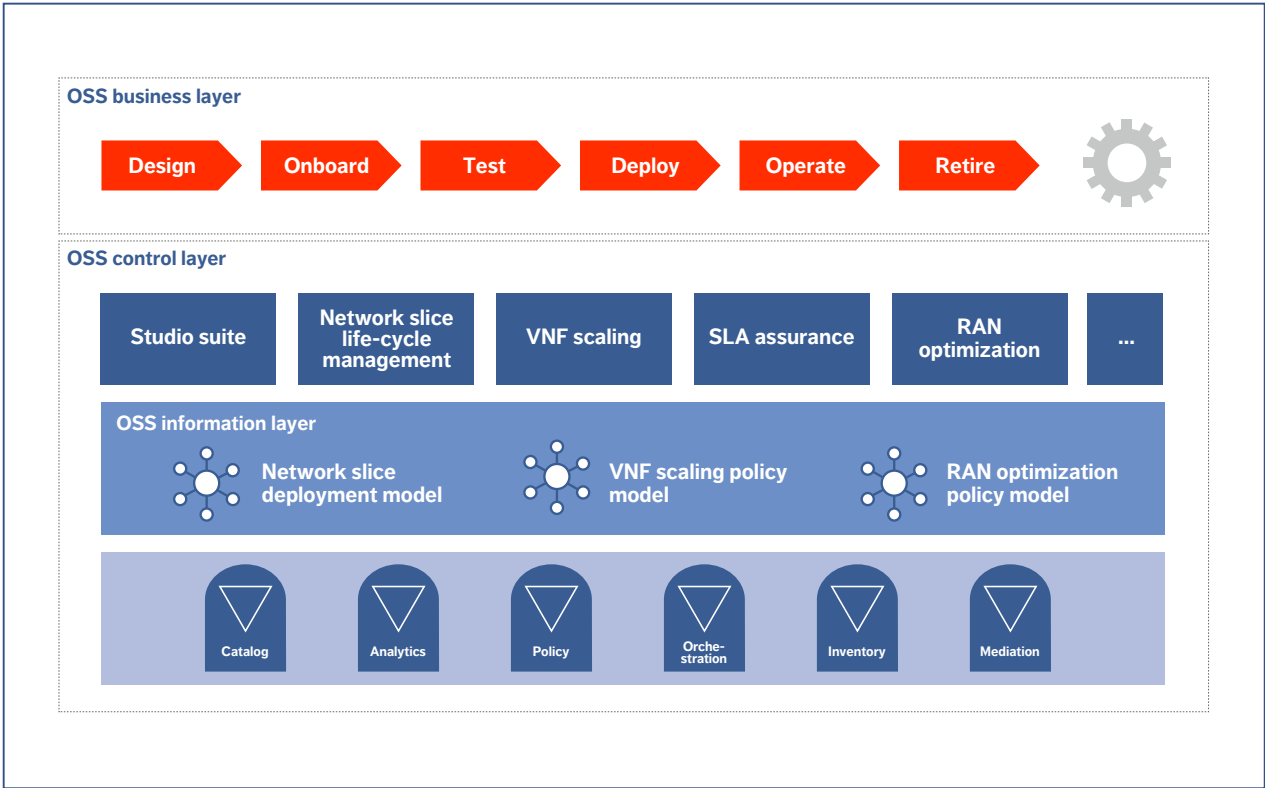 OSS business layer
Design
Onboard
Test
Deploy
Operate
Retire
OSS control layer
Studio suite
Network slice
life-cycle
management
VNF scaling
SLA assurance
RAN
optimization
...
OSS information layer
Network slice
deployment model
VNF scaling policy
model
RAN optimization
policy model
Catalog
Analytics
Policy
Orche-
stration
Inventory
Mediation